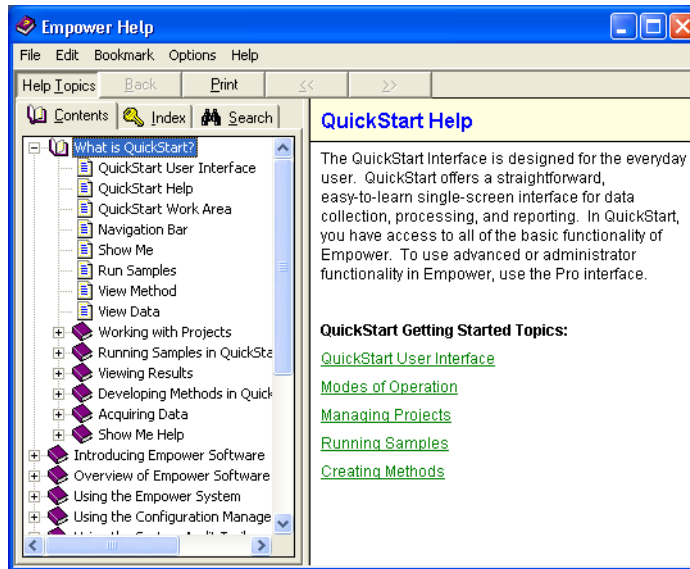 Empower Help
File Edit Bookmark Options Help
Help Topics Back Print << >>
Contents Index Search
What is QuickStart?
QuickStart User Interface
QuickStart Help
QuickStart Work Area
Navigation Bar
Show Me
Run Samples
View Method
View Data
Working with Projects
Running Samples in QuickSta
Viewing Results
Developing Methods in Quick
Acquiring Data
Show Me Help
Introducing Empower Software
Overview of Empower Software
Using the Empower System
Using the Configuration Manage
QuickStart Help
The QuickStart Interface is designed for the everyday
user. QuickStart offers a straightforward,
easy-to-learn single-screen interface for data
collection, processing, and reporting. In QuickStart,
you have access to all of the basic functionality of
Empower. To use advanced or administrator
functionality in Empower, use the Pro interface.
QuickStart Getting Started Topics:
QuickStart User Interface
Modes of Operation
Managing Projects
Running Samples
Creating Methods